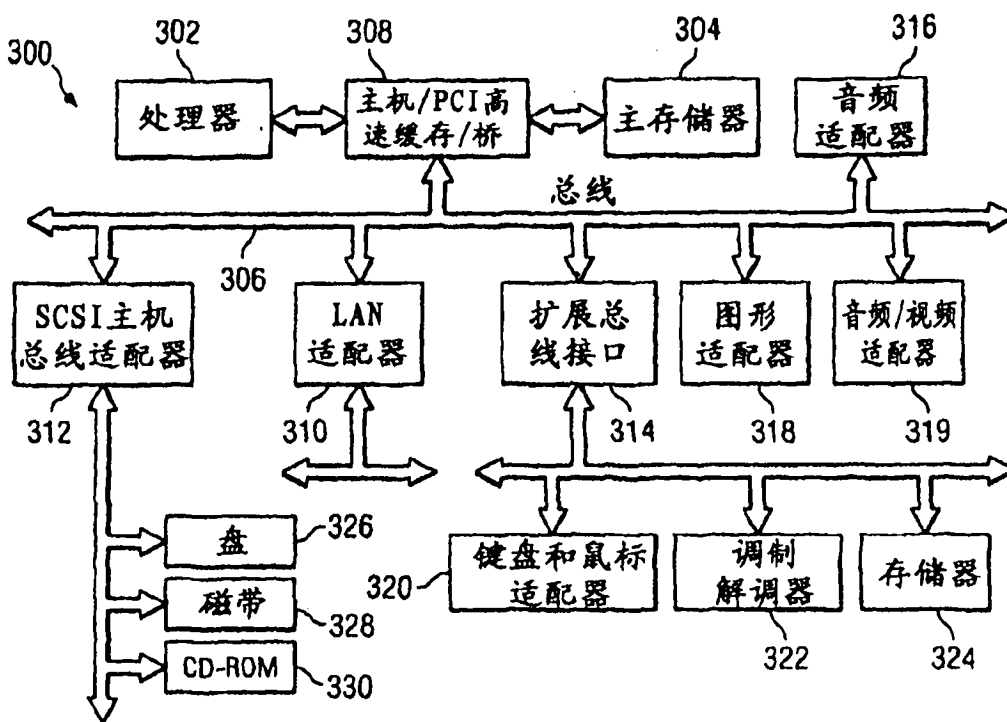 302
308
304
316
300
处理器
主机/PCI高
速缓存/桥
主存储器
音频
适配器
总线
306
SCSI主机
总线适配器
LAN
适配器
扩展总
线接口
图形
适配器
音频/视频
适配器
312
310
314
318
319
盘
326
磁带
328
CD-ROM
330
320
键盘和鼠标
适配器
调制
解调器
存储器
322
324